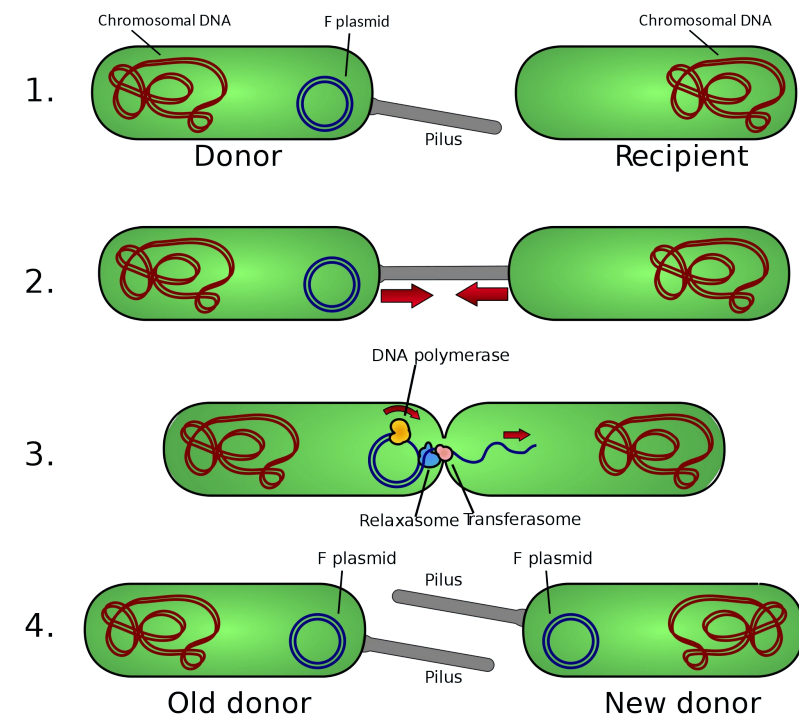 Chromosomal DNA
F plasmid
Chromosomal DNA
1.
Pilus
Donor
Recipient
2.
DNA polymerase
3.
Relaxasome
Transferasome
F plasmid
F plasmid
Pilus
4.
Pilus
Old donor
New donor